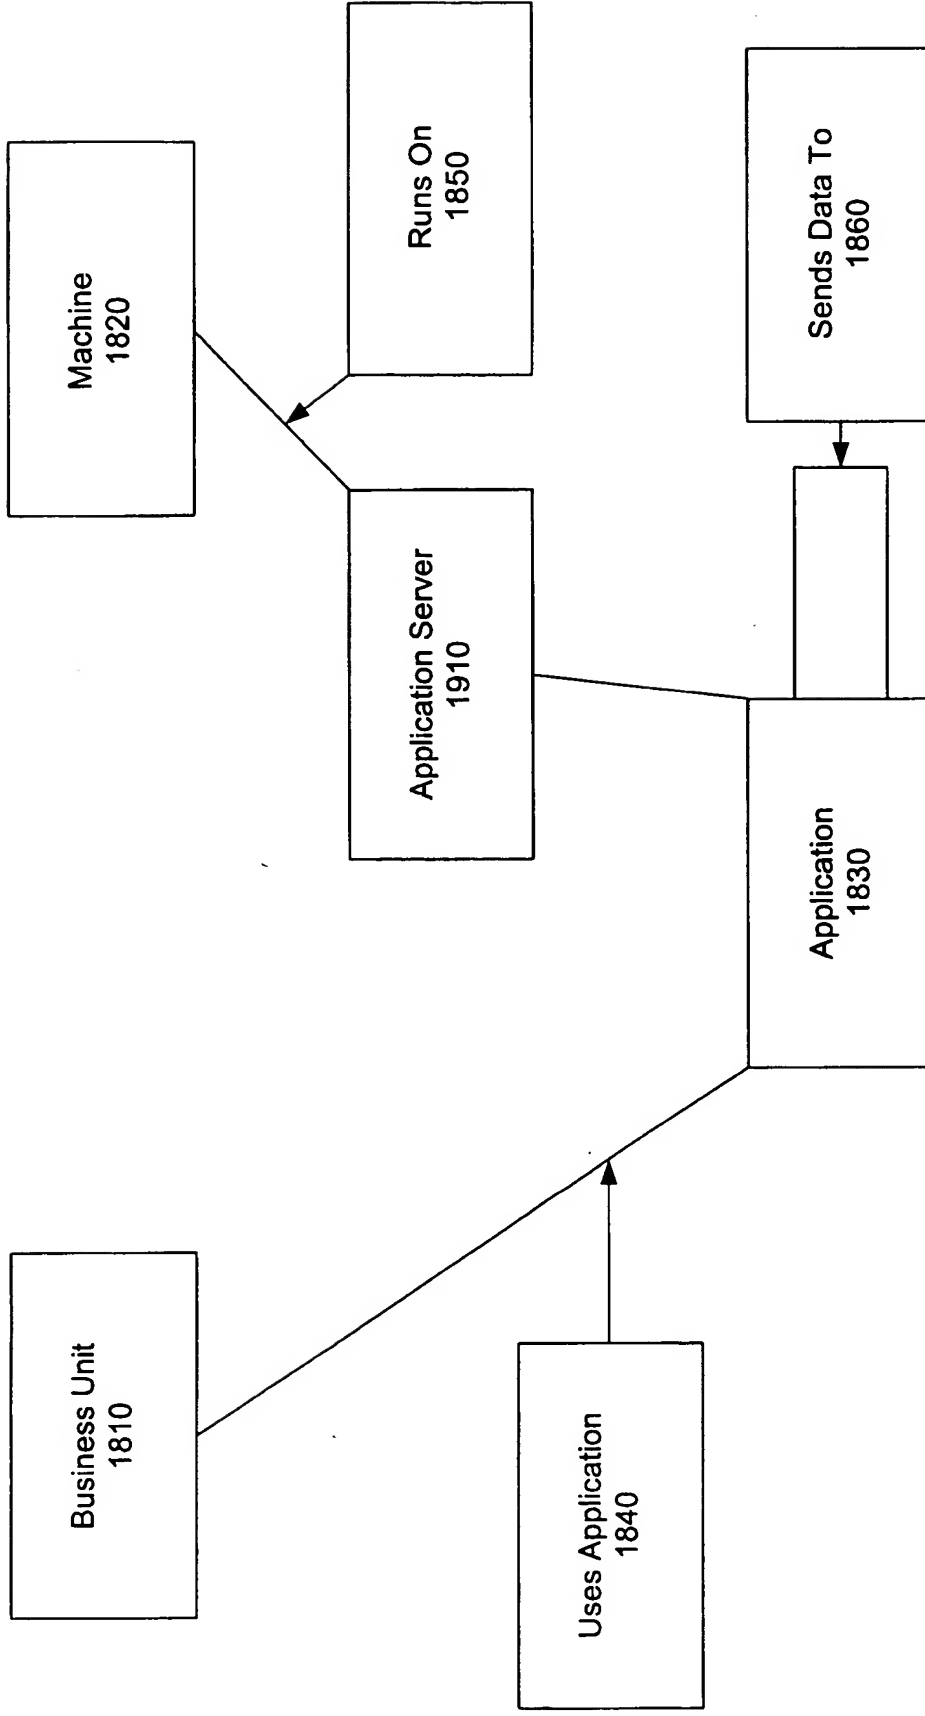 Business Unit
1810
Machine
1820
Application Server
1910
Runs On
1850
Uses Application
1840
Application
1830
Sends Data To
1860